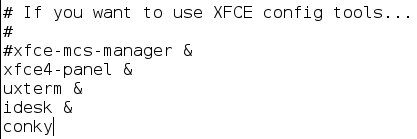 # If you want to use XFCE config tools...
#
#xfce-mcs-manager &
xfce4-panel &
uxterm &
idesk &
conky